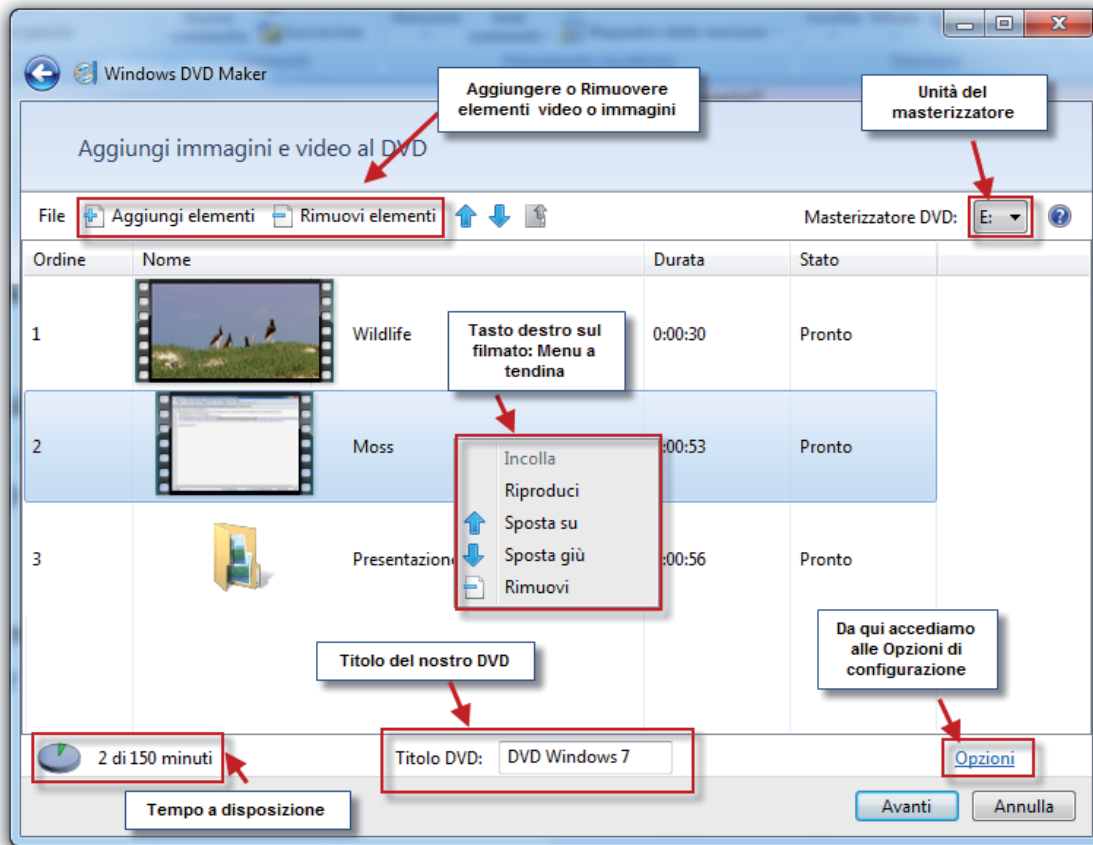 Windows DVD Maker
Aggiungere o Rimuovere
elementi video o immagini
Unità del
masterizzatore
Aggiungi immagini e video al DVD
File Aggiungi elementi Rimuovi elementi Masterizzatore DVD: E:
Ordine Nome Durata Stato
1 Wildlife 0:00:30 Pronto
Tasto destro sul
filmato: Menu a
tendina
2 Moss :00:53 Pronto
Incolla
Riproduci
Sposta su
Sposta giù
Rimuovi
3 Presentazione :00:56 Pronto
Da qui accediamo
alle Opzioni di
configurazione
Titolo del nostro DVD
2 di 150 minuti Titolo DVD: DVD Windows 7 Opzioni
Tempo a disposizione
Avanti Annulla